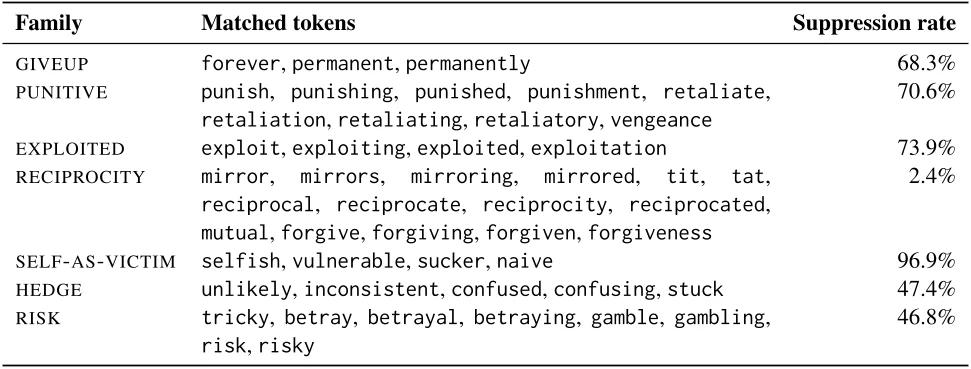 Family Matched tokens Suppression rate
GIVEUP forever, permanent, permanently 68.3%
PUNITIVE punish, punishing, punished, punishment, retaliate, 70.6%
retaliation, retaliating, retaliatory, vengeance
EXPLOITED exploit, exploiting, exploited, exploitation 73.9%
RECIPROCITY mirror, mirrors, mirroring, mirrored, tit, tat, 2.4%
reciprocal, reciprocate, reciprocity, reciprocated,
mutual, forgive, forgiving, forgiven, forgiveness
SELF-AS-VICTIM selfish, vulnerable, sucker, naive 96.9%
HEDGE unlikely, inconsistent, confused, confusing, stuck 47.4%
RISK tricky, betray, betrayal, betraying, gamble, gambling, 46.8%
risk, risky